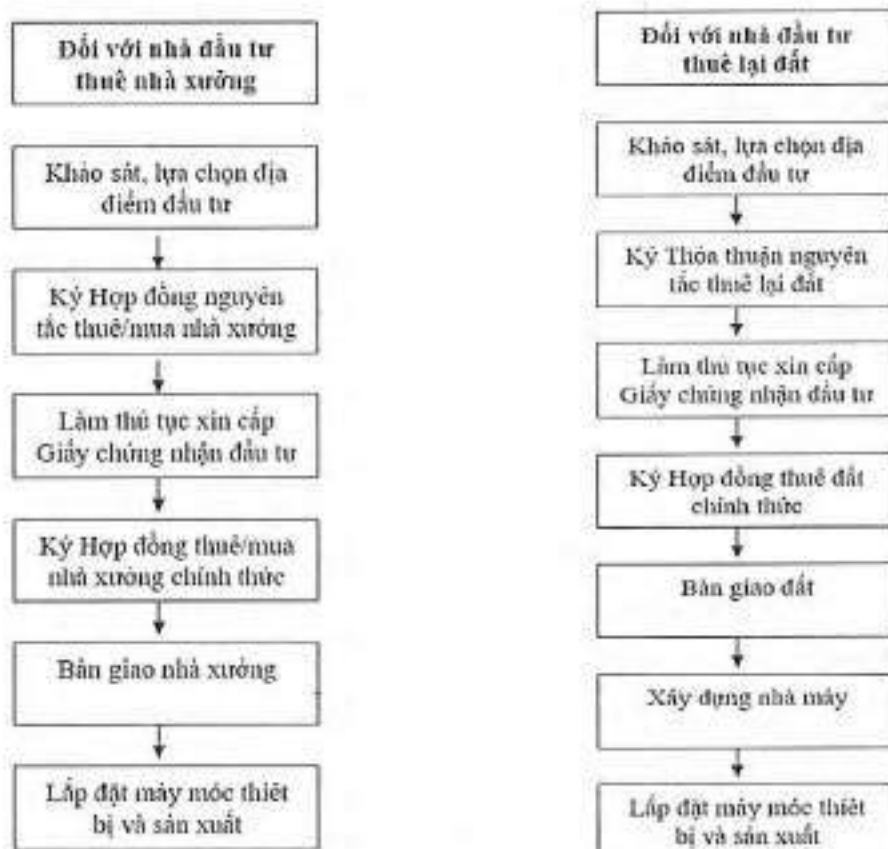 Đối với nhà đầu tư
thuê nhà xưởng
Khảo sát, lựa chọn địa
điểm đầu tư
Ký Hợp đồng nguyên
tắc thuê/mua nhà xưởng
Làm thủ tục xin cấp
Giấy chứng nhận đầu tư
Ký Hợp đồng thuê/mua
nhà xưởng chính thức
Bàn giao nhà xưởng
Lắp đặt máy móc thiết
bị và sản xuất
Đối với nhà đầu tư
thuê lại đất
Khảo sát, lựa chọn địa
điểm đầu tư
Ký Thỏa thuận nguyên
tắc thuê lại đất
Làm thủ tục xin cấp
Giấy chứng nhận đầu tư
Ký Hợp đồng thuê đất
chính thức
Bàn giao đất
Xây dựng nhà máy
Lắp đặt máy móc thiết
bị và sản xuất